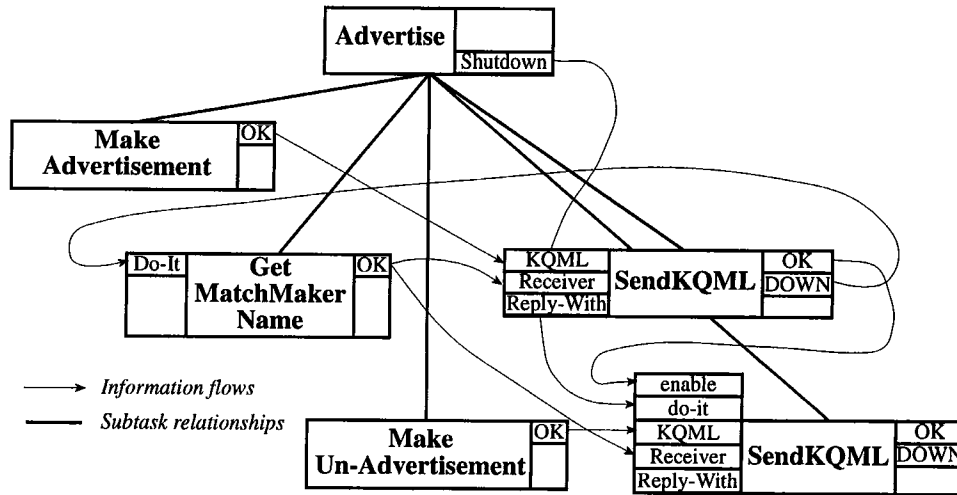 Advertise
Shutdown
Make
Advertisement
OK
Do-It
Get
MatchMaker
Name
OK
KQML
Receiver
Reply-With
SendKQML
OK
DOWN
Information flows
Subtask relationships
Make
Un-Advertisement
OK
enable
do-it
KQML
Receiver
Reply-With
SendKQML
OK
DOWN